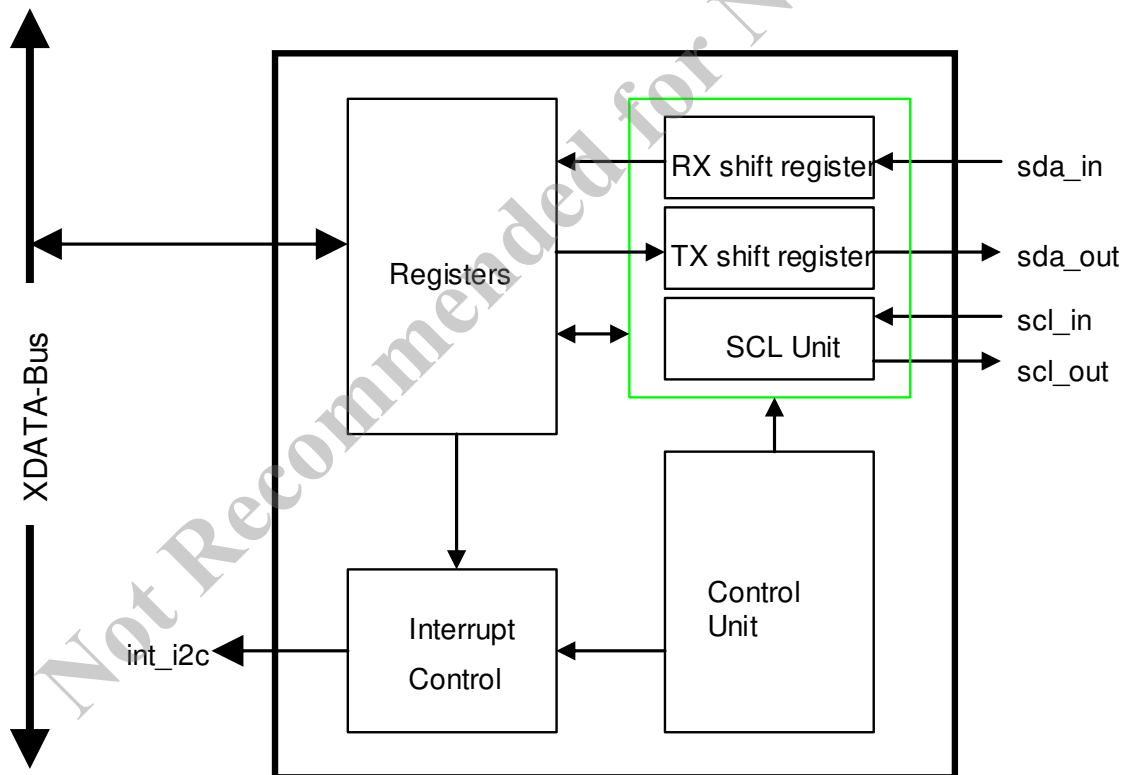 RX shift register
sda_in
TX shift register
sda_out
Registers
scl_in
SCL Unit
scl_out
XDATA-Bus
Control
Unit
Interrupt
Control
int_i2c
Not Recommended for N